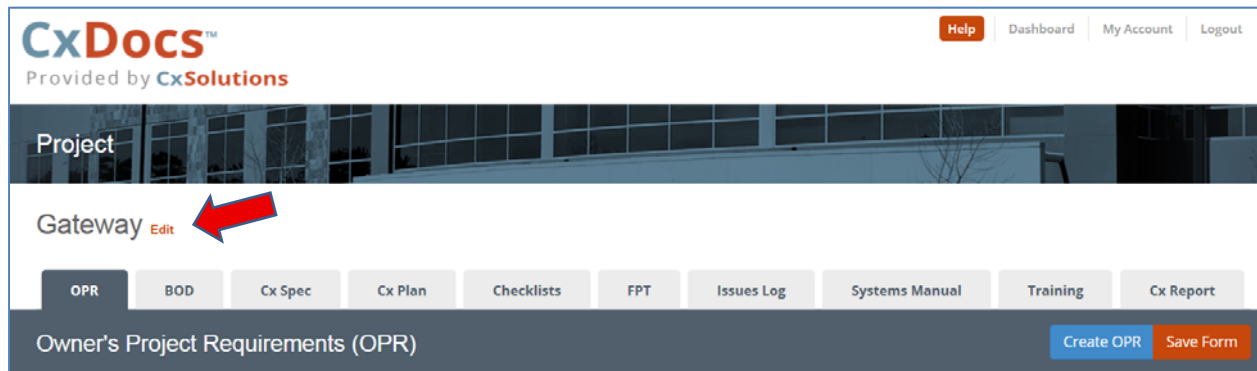 CxDocs™
Help Dashboard My Account Logout
Provided by CxSolutions
Project
Gateway Edit
OPR BOD Cx Spec Cx Plan Checklists FPT Issues Log Systems Manual Training Cx Report
Owner's Project Requirements (OPR) Create OPR Save Form